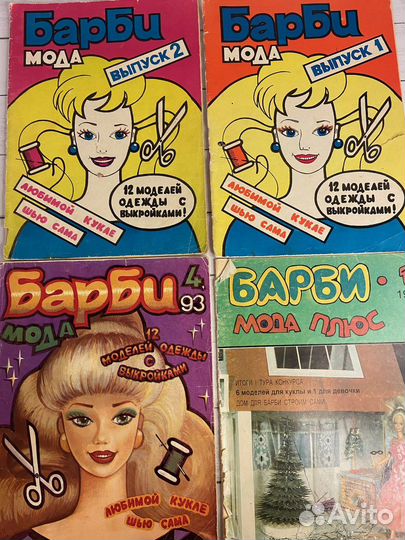 Барби
МОДА
ВЫПУСК 2
12 МОДЕЛЕЙ
ОДЕЖДЫ С
ВЫКРОЙКАМИ!
ЛЮБИМОЙ КУКЛЕ
ШЬЮ САМА
Барби
МОДА
ВЫПУСК 1
12 МОДЕЛЕЙ
ОДЕЖДЫ С
ВЫКРОЙКАМИ!
ЛЮБИМОЙ КУКЛЕ
ШЬЮ САМА
Барби
4.
93
МОДА
12
МОДЕЛЕЙ ОДЕЖДЫ
С
ВЫКРОЙКАМИ
ЛЮБИМОЙ КУКЛЕ
ШЬЮ САМА
БАРБИ
МОДА ПЛЮС
ИТОГИ I ТУРА КОНКУРСА
6 моделей для куклы и 1 для девочки
ДОМ ДЛЯ БАРБИ СТРОИМ САМИ
Avito